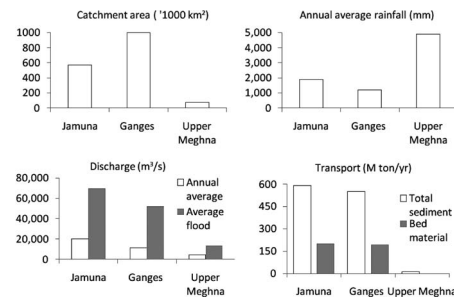 Catchment area ( '1000 km²)
1000
800
600
400
200
0
Jamuna Ganges Upper
Meghna
Annual average rainfall (mm)
5,000
4,000
3,000
2,000
1,000
0
Jamuna Ganges Upper
Meghna
Discharge (m³/s)
80,000
60,000
40,000
20,000
0
Annual
average
Average
flood
Jamuna Ganges Upper
Meghna
Transport (M ton/yr)
600
450
300
150
0
Total
sediment
Bed
material
Jamuna Ganges Upper Meghna